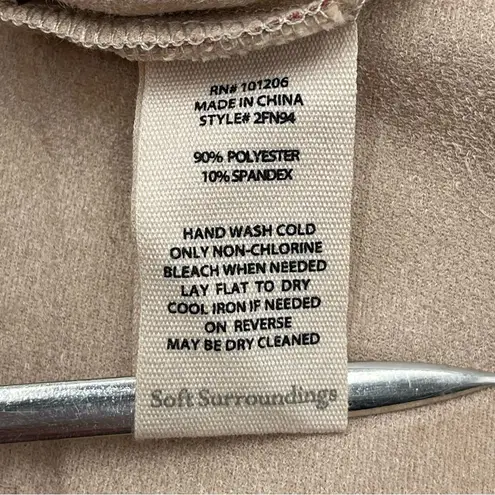 RN# 101206
MADE IN CHINA
STYLE# 2FN94
90% POLYESTER
10% SPANDEX
HAND WASH COLD
ONLY NON-CHLORINE
BLEACH WHEN NEEDED
LAY FLAT TO DRY
COOL IRON IF NEEDED
ON REVERSE
MAY BE DRY CLEANED
Soft Surroundings